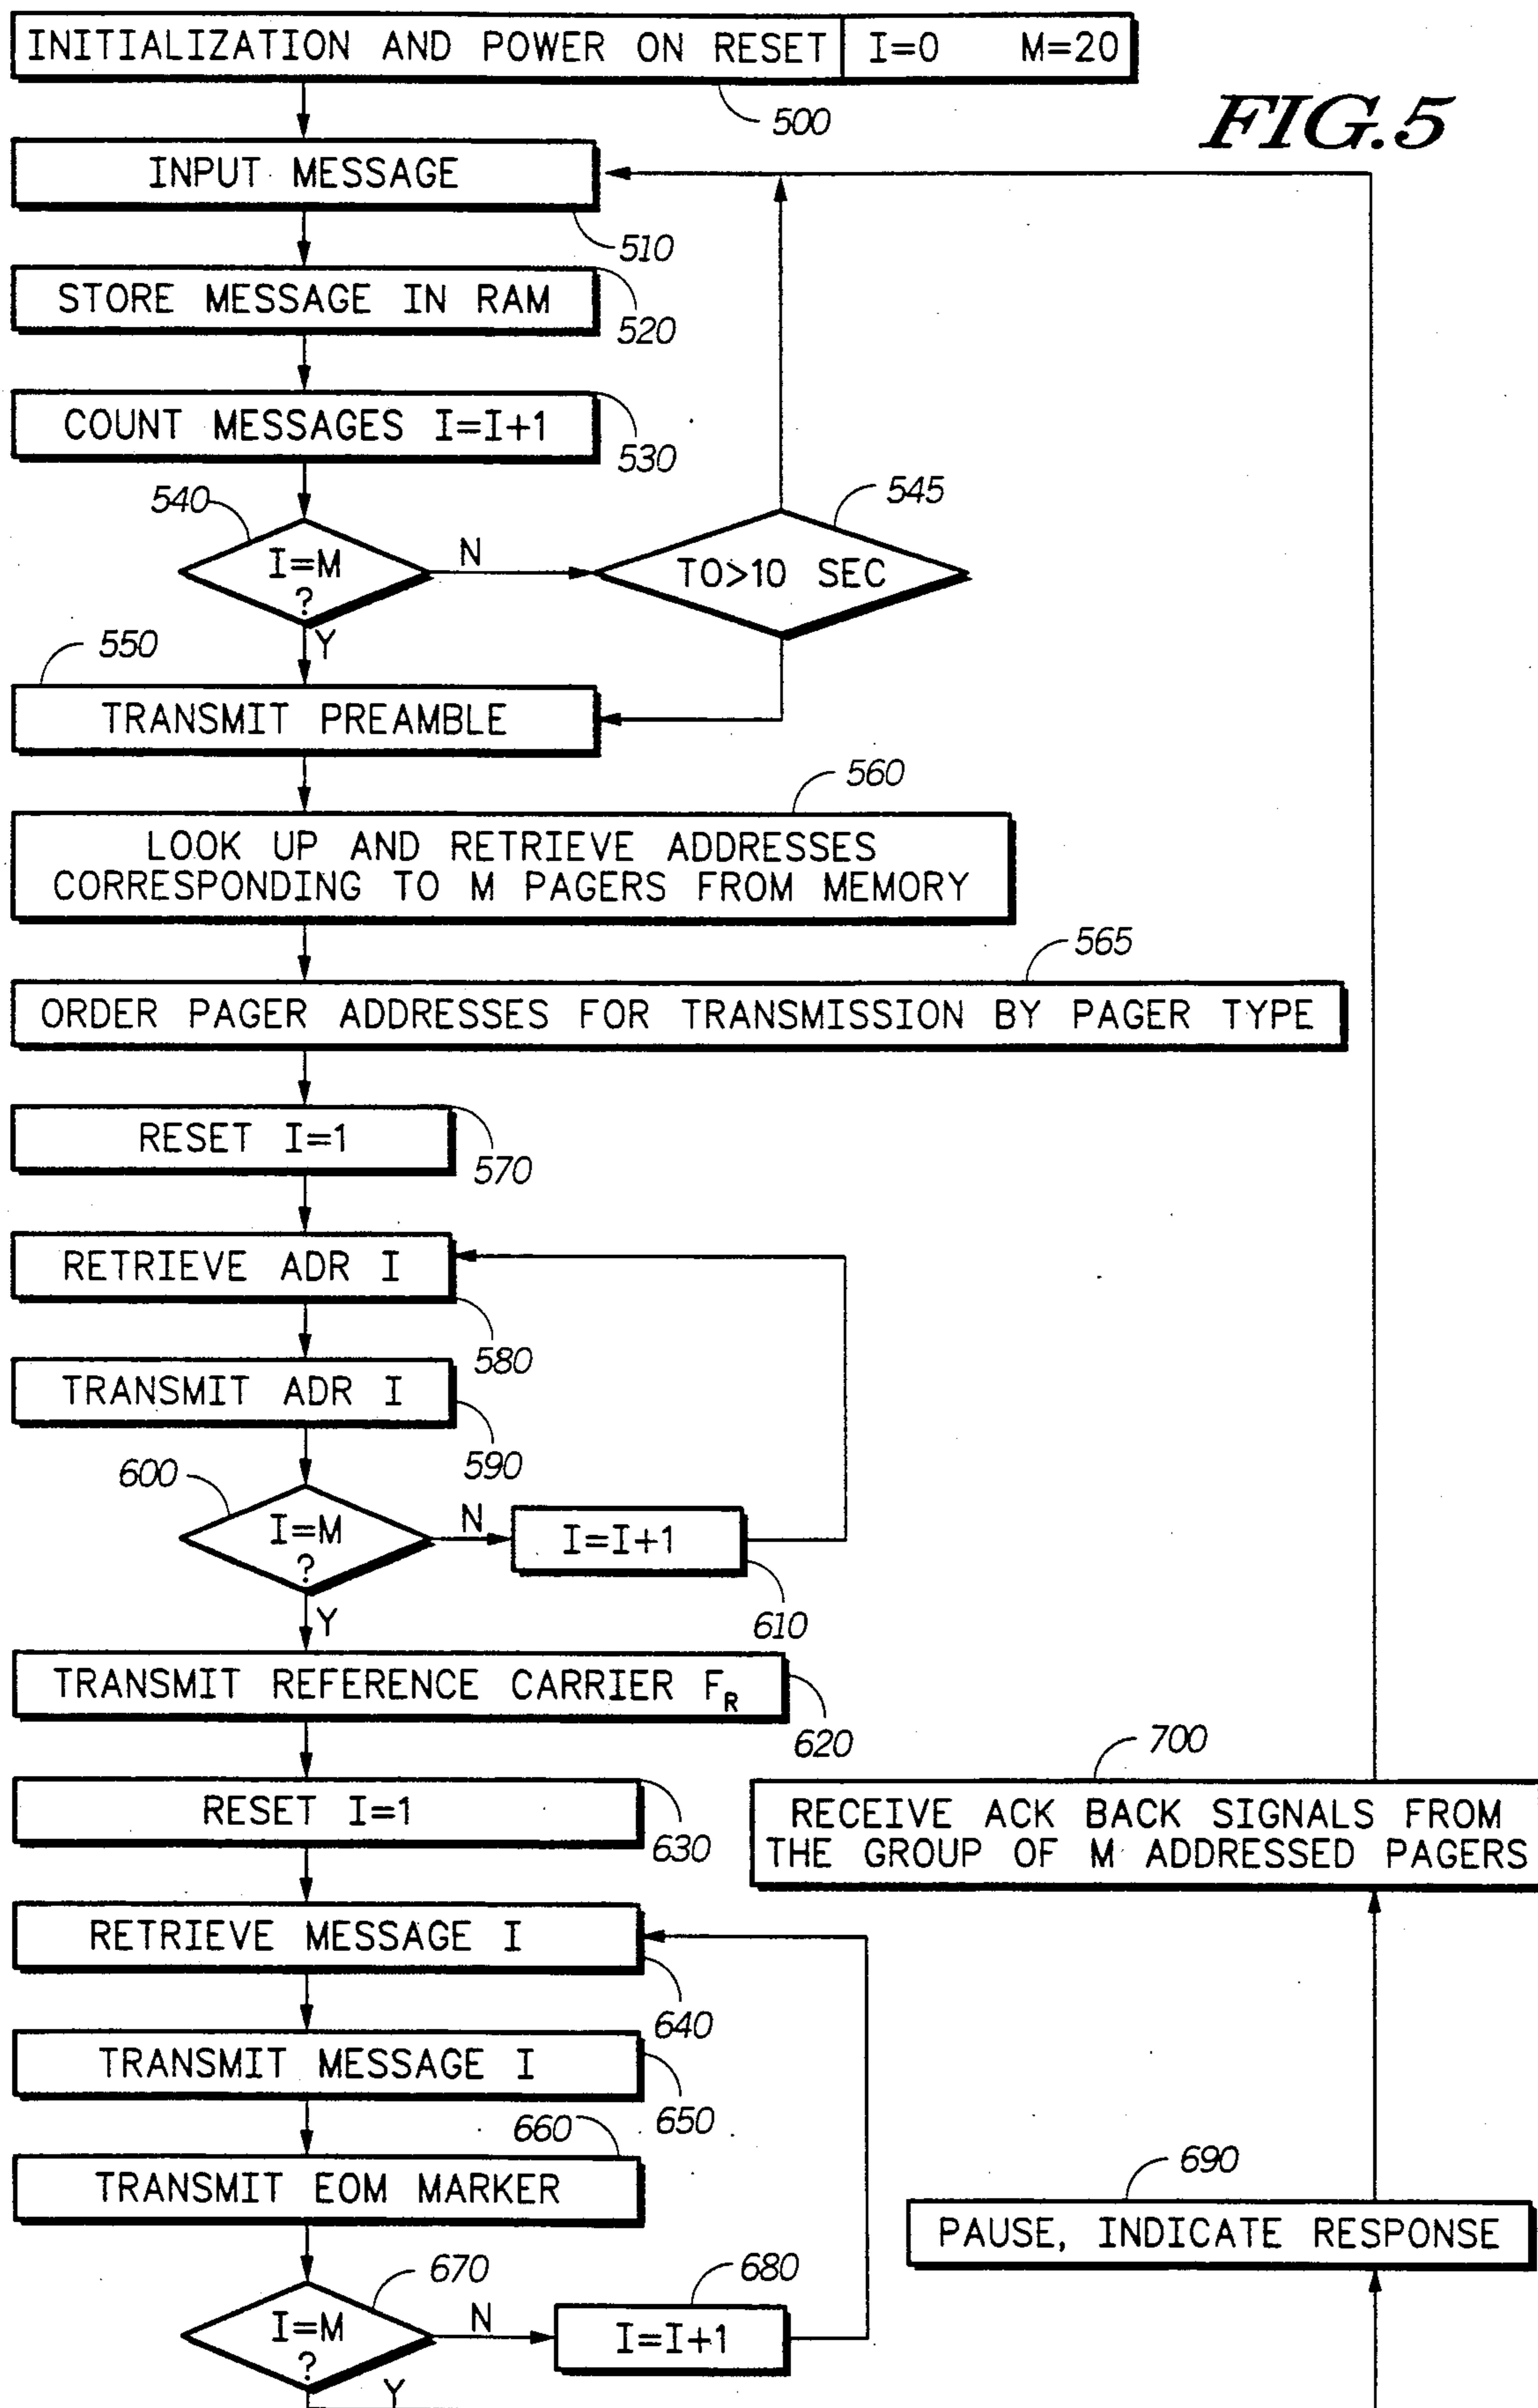 INITIALIZATION AND POWER ON RESET I=0 M=20
500
FIG.5
INPUT MESSAGE
510
STORE MESSAGE IN RAM
520
COUNT MESSAGES I=I+1
530
540
I=M
?
N
Y
545
TO>10 SEC
550
TRANSMIT PREAMBLE
560
LOOK UP AND RETRIEVE ADDRESSES
CORRESPONDING TO M PAGERS FROM MEMORY
565
ORDER PAGER ADDRESSES FOR TRANSMISSION BY PAGER TYPE
RESET I=1
570
RETRIEVE ADR I
580
TRANSMIT ADR I
590
600
I=M
?
N
Y
I=I+1
610
TRANSMIT REFERENCE CARRIER FR
620
RESET I=1
630
700
RECEIVE ACK BACK SIGNALS FROM
THE GROUP OF M ADDRESSED PAGERS
RETRIEVE MESSAGE I
640
TRANSMIT MESSAGE I
650
660
TRANSMIT EOM MARKER
690
PAUSE, INDICATE RESPONSE
670
I=M
?
N
Y
680
I=I+1